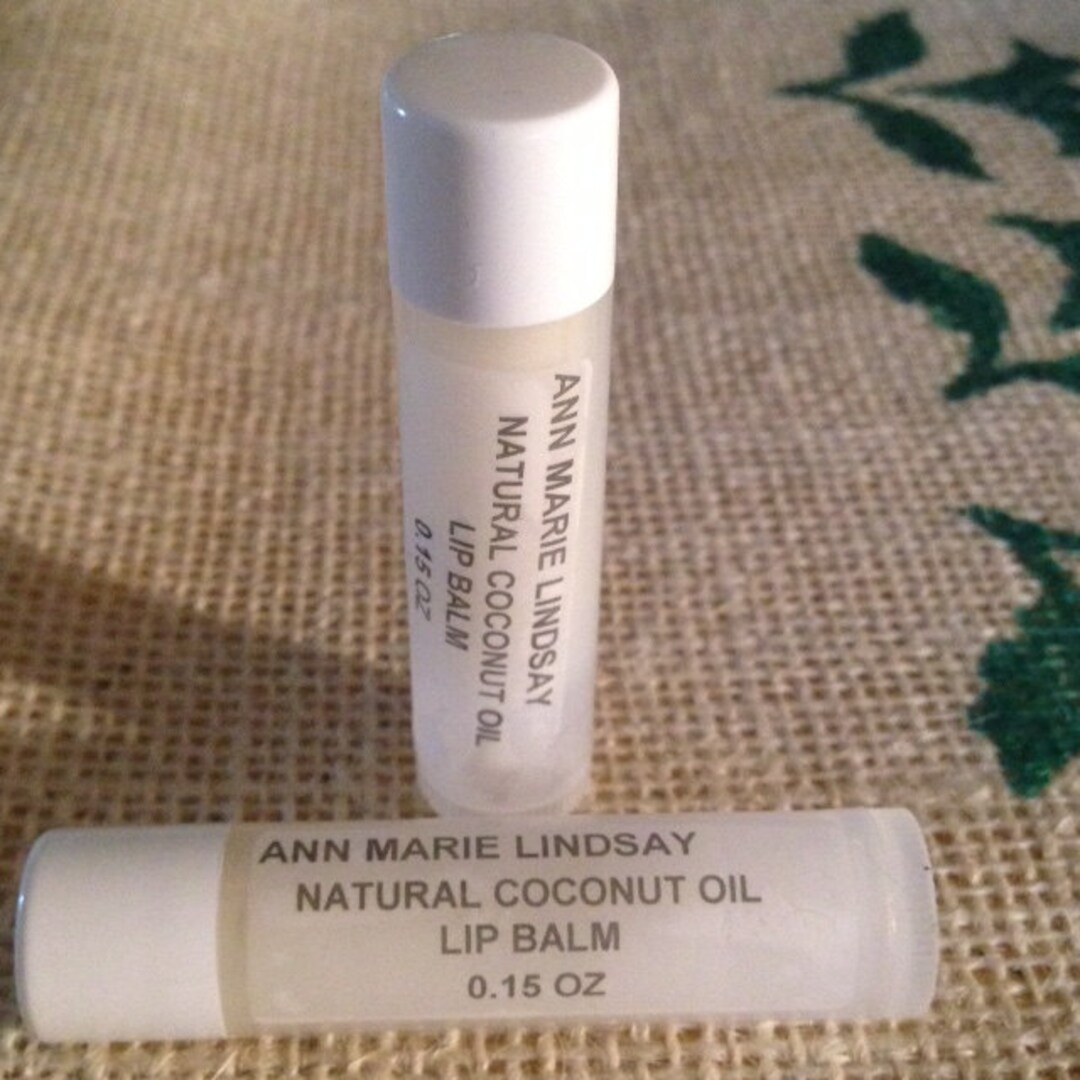 ANN MARIE LINDSAY
NATURAL COCONUT OIL
LIP BALM
0.15 OZ
ANN MARIE LINDSAY
NATURAL COCONUT OIL
LIP BALM
0.15 OZ